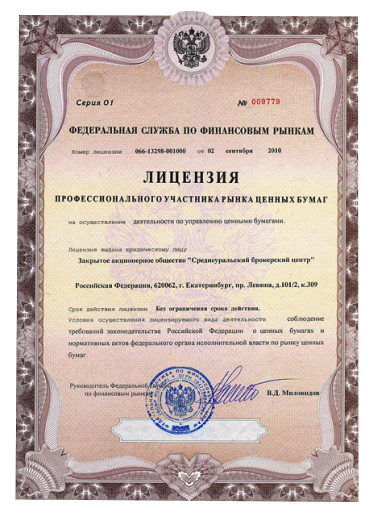 Серия 01
№ 009779
ФЕДЕРАЛЬНАЯ СЛУЖБА ПО ФИНАНСОВЫМ РЫНКАМ
Номер лицензии 066-13298-001000 от 02 сентября 2010
ЛИЦЕНЗИЯ
ПРОФЕССИОНАЛЬНОГО УЧАСТНИКА РЫНКА ЦЕННЫХ БУМАГ
на осуществление деятельности по управлению ценными бумагами.
Лицензия выдана юридическому лицу
Закрытое акционерное общество "Среднеуральский брокерский центр"
Российская Федерация, 620062, г. Екатеринбург, пр. Ленина, д.101/2, к.309
Срок действия лицензии Без ограничения срока действия.
Условия осуществления лицензируемого вида деятельности соблюдение
требований законодательства Российской Федерации о ценных бумагах и
нормативных актов федерального органа исполнительной власти по рынку ценных
бумаг.
Руководитель Федеральной
по финансовым рынкам
В.Д. Миловидов